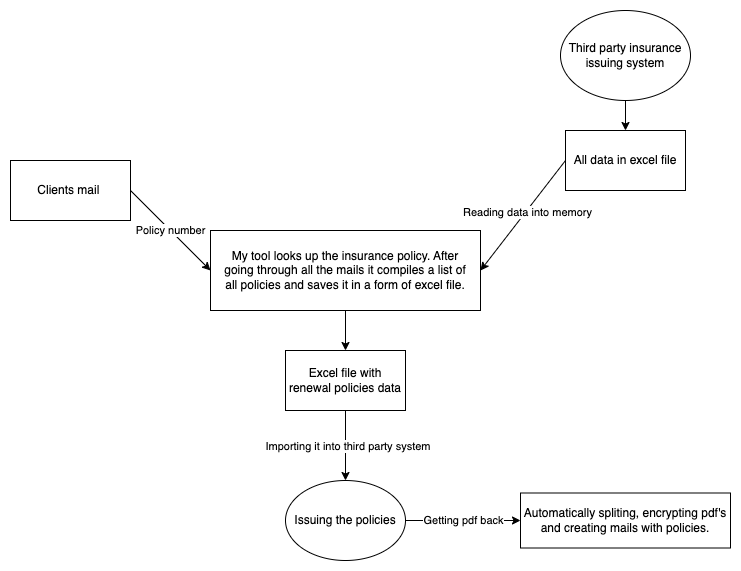 Third party insurance
issuing system
All data in excel file
Clients mail
Reading data into memory
Policy number
My tool looks up the insurance policy. After
going through all the mails it compiles a list of
all policies and saves it in a form of excel file.
Excel file with
renewal policies data
Importing it into third party system
Issuing the policies
Getting pdf back
Automatically spliting, encrypting pdf's
and creating mails with policies.